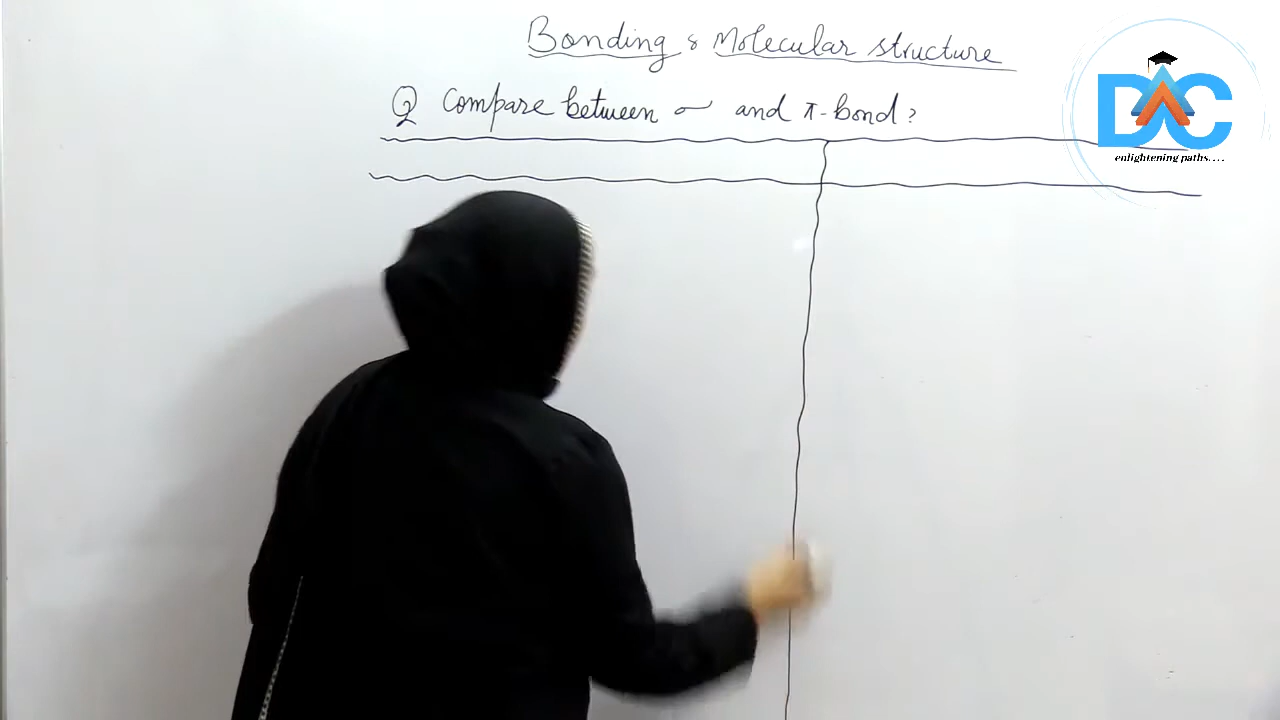 Bonding & Molecular structure
Q Compare between σ and π-bond?
DAC
enlightening paths....